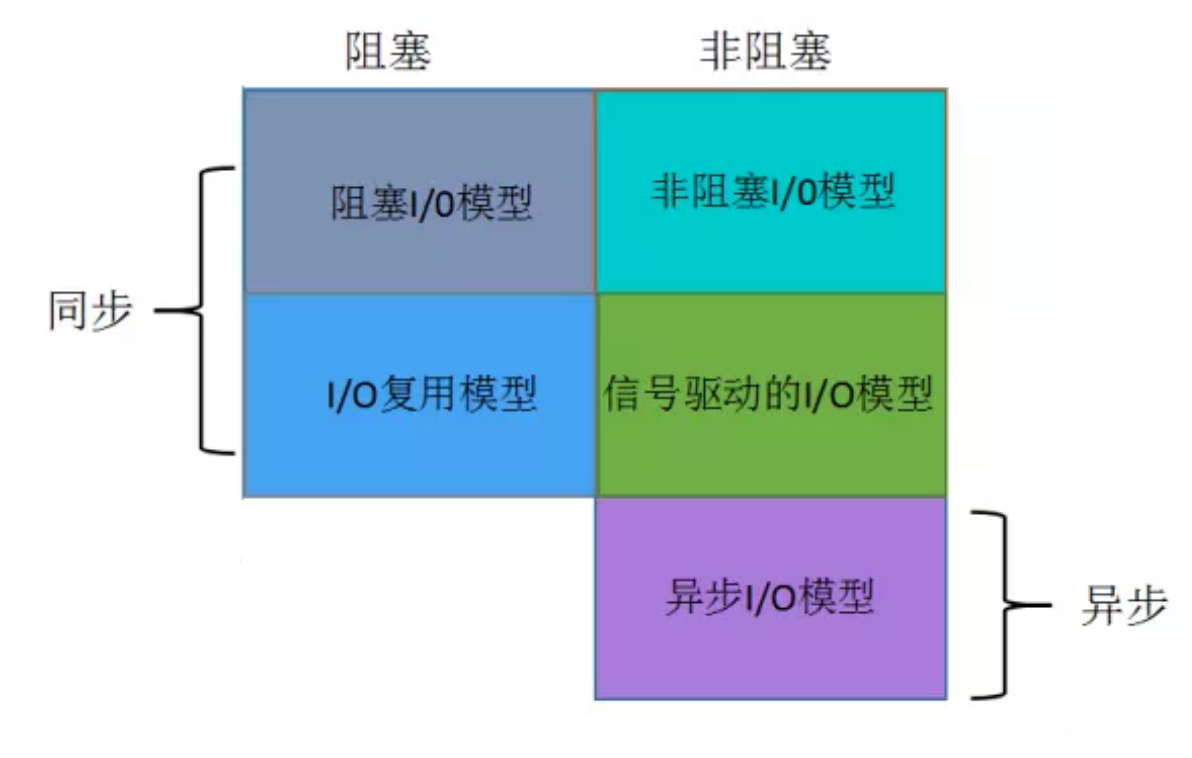 阻塞
非阻塞
阻塞I/0模型
非阻塞I/0模型
同步
I/O复用模型
信号驱动的I/O模型
异步I/O模型
异步